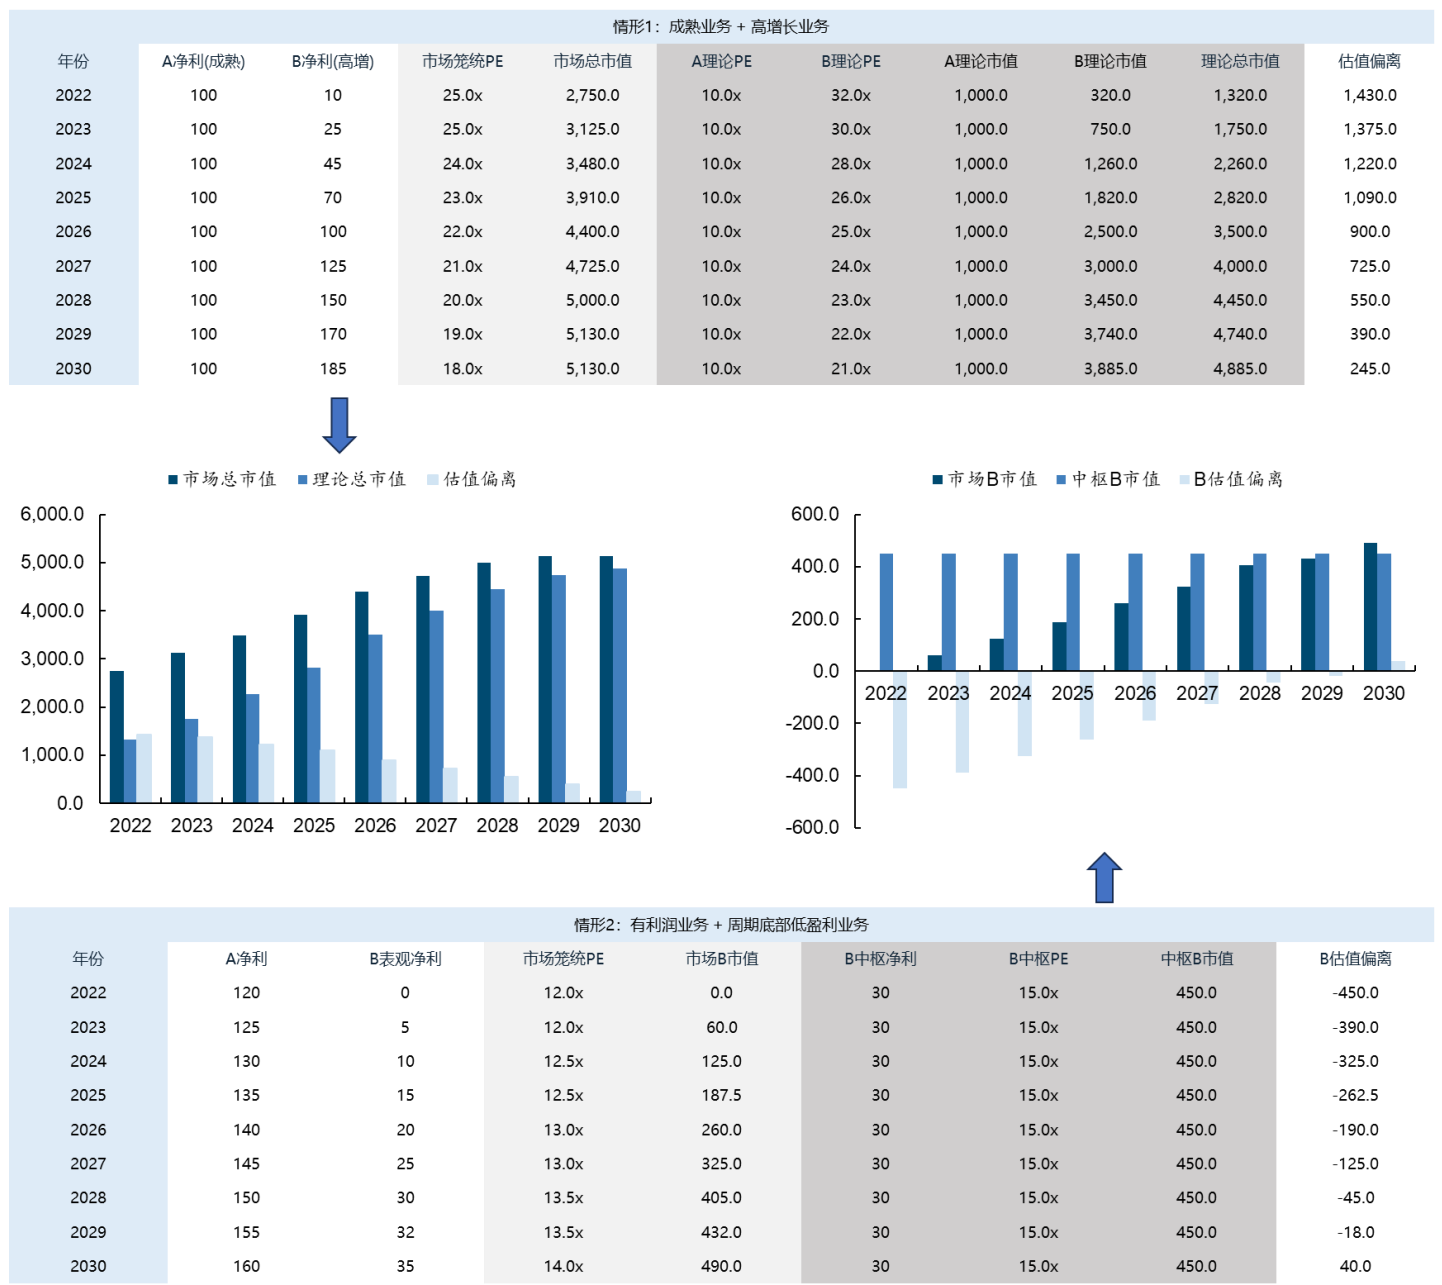 情形1：成熟业务 + 高增长业务
年份 A净利(成熟) B净利(高增) 市场笼统PE 市场总市值 A理论PE B理论PE A理论市值 B理论市值 理论总市值 估值偏离
2022 100 10 25.0x 2,750.0 10.0x 32.0x 1,000.0 320.0 1,320.0 1,430.0
2023 100 25 25.0x 3,125.0 10.0x 30.0x 1,000.0 750.0 1,750.0 1,375.0
2024 100 45 24.0x 3,480.0 10.0x 28.0x 1,000.0 1,260.0 2,260.0 1,220.0
2025 100 70 23.0x 3,910.0 10.0x 26.0x 1,000.0 1,820.0 2,820.0 1,090.0
2026 100 100 22.0x 4,400.0 10.0x 25.0x 1,000.0 2,500.0 3,500.0 900.0
2027 100 125 21.0x 4,725.0 10.0x 24.0x 1,000.0 3,000.0 4,000.0 725.0
2028 100 150 20.0x 5,000.0 10.0x 23.0x 1,000.0 3,450.0 4,450.0 550.0
2029 100 170 19.0x 5,130.0 10.0x 22.0x 1,000.0 3,740.0 4,740.0 390.0
2030 100 185 18.0x 5,130.0 10.0x 21.0x 1,000.0 3,885.0 4,885.0 245.0
市场总市值 理论总市值 估值偏离
6,000.0
5,000.0
4,000.0
3,000.0
2,000.0
1,000.0
0.0
2022 2023 2024 2025 2026 2027 2028 2029 2030
市场B市值 中枢B市值 B估值偏离
600.0
400.0
200.0
0.0
-200.0
-400.0
-600.0
2022 2023 2024 2025 2026 2027 2028 2029 2030
情形2：有利润业务 + 周期底部低盈利业务
年份 A净利 B表观净利 市场笼统PE 市场B市值 B中枢净利 B中枢PE 中枢B市值 B估值偏离
2022 120 0 12.0x 0.0 30 15.0x 450.0 -450.0
2023 125 5 12.0x 60.0 30 15.0x 450.0 -390.0
2024 130 10 12.5x 125.0 30 15.0x 450.0 -325.0
2025 135 15 12.5x 187.5 30 15.0x 450.0 -262.5
2026 140 20 13.0x 260.0 30 15.0x 450.0 -190.0
2027 145 25 13.0x 325.0 30 15.0x 450.0 -125.0
2028 150 30 13.5x 405.0 30 15.0x 450.0 -45.0
2029 155 32 13.5x 432.0 30 15.0x 450.0 -18.0
2030 160 35 14.0x 490.0 30 15.0x 450.0 40.0